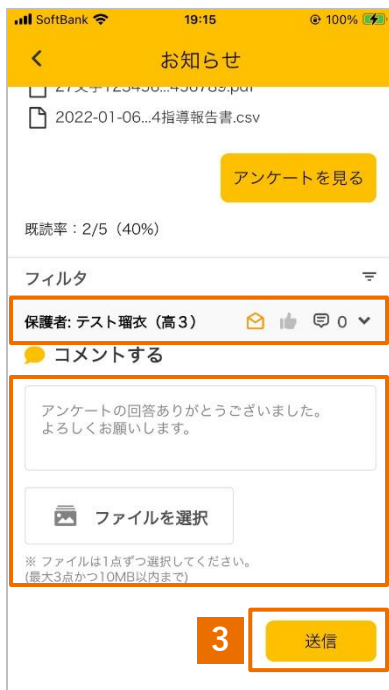 SoftBank 19:15 100%
お知らせ
2022-01-06...4指導報告書.csv
アンケートを見る
既読率：2/5（40%）
フィルタ
保護者: テスト瑠衣（高３） 0
コメントする
アンケートの回答ありがとうございました。
よろしくお願いします。
ファイルを選択
※ ファイルは1点ずつ選択してください。
(最大3点かつ10MB以内まで)
3 送信